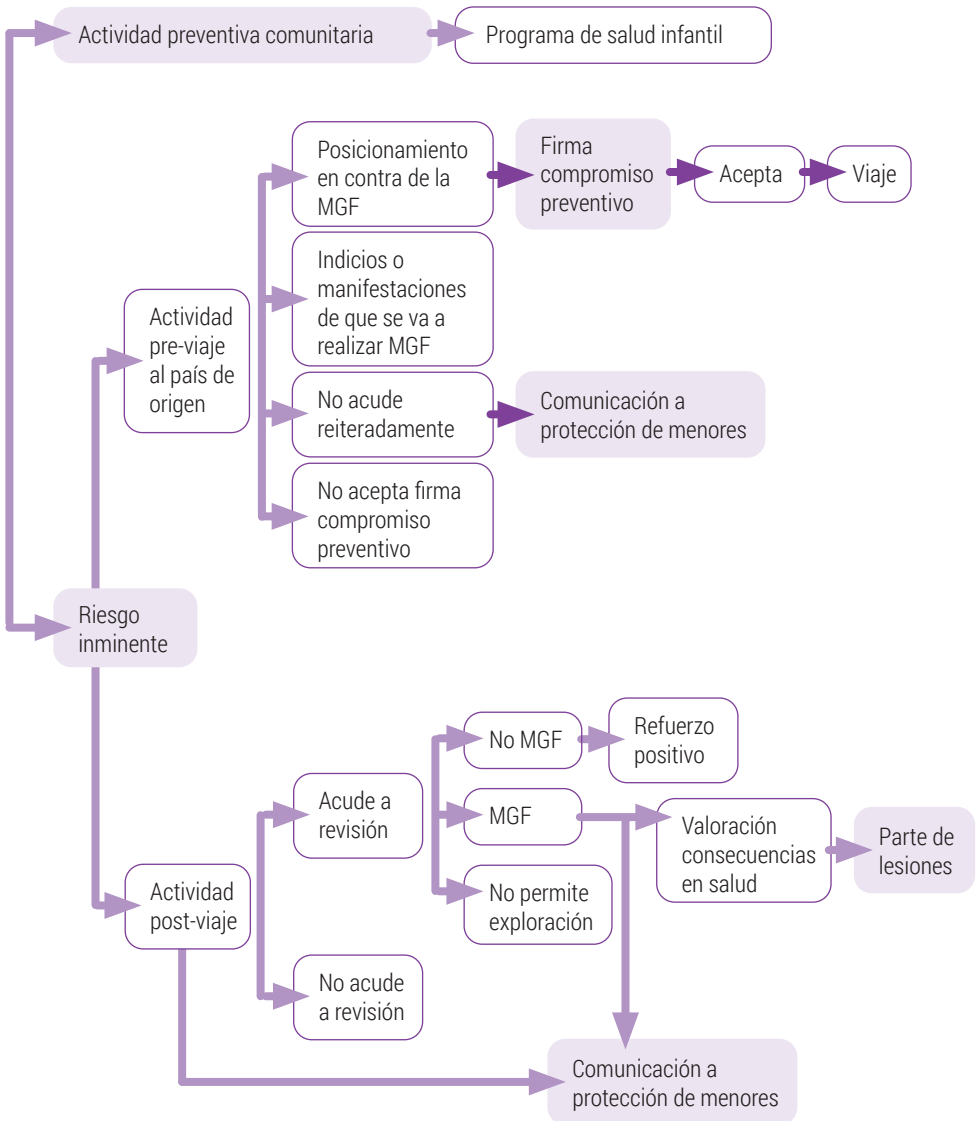 Actividad preventiva comunitaria
Programa de salud infantil
Posicionamiento
en contra de la
MGF
Firma
compromiso
preventivo
Acepta
Viaje
Indicios o
manifestaciones
de que se va a
realizar MGF
Actividad
pre-viaje
al país de
origen
No acude
reiteradamente
Comunicación a
protección de menores
No acepta firma
compromiso
preventivo
Riesgo
inminente
No MGF
Refuerzo
positivo
Acude a
revisión
MGF
Valoración
consecuencias
en salud
Parte de
lesiones
No permite
exploración
Actividad
post-viaje
No acude
a revisión
Comunicación a
protección de menores